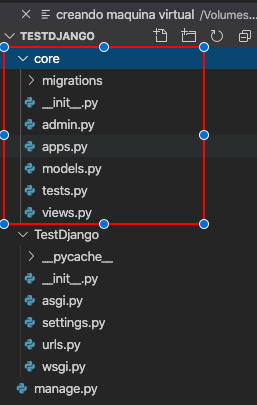 creando maquina virtual /Volumes...
TESTDJANGO
core
migrations
__init__.py
admin.py
apps.py
models.py
tests.py
views.py
TestDjango
__pycache__
__init__.py
asgi.py
settings.py
urls.py
wsgi.py
manage.py